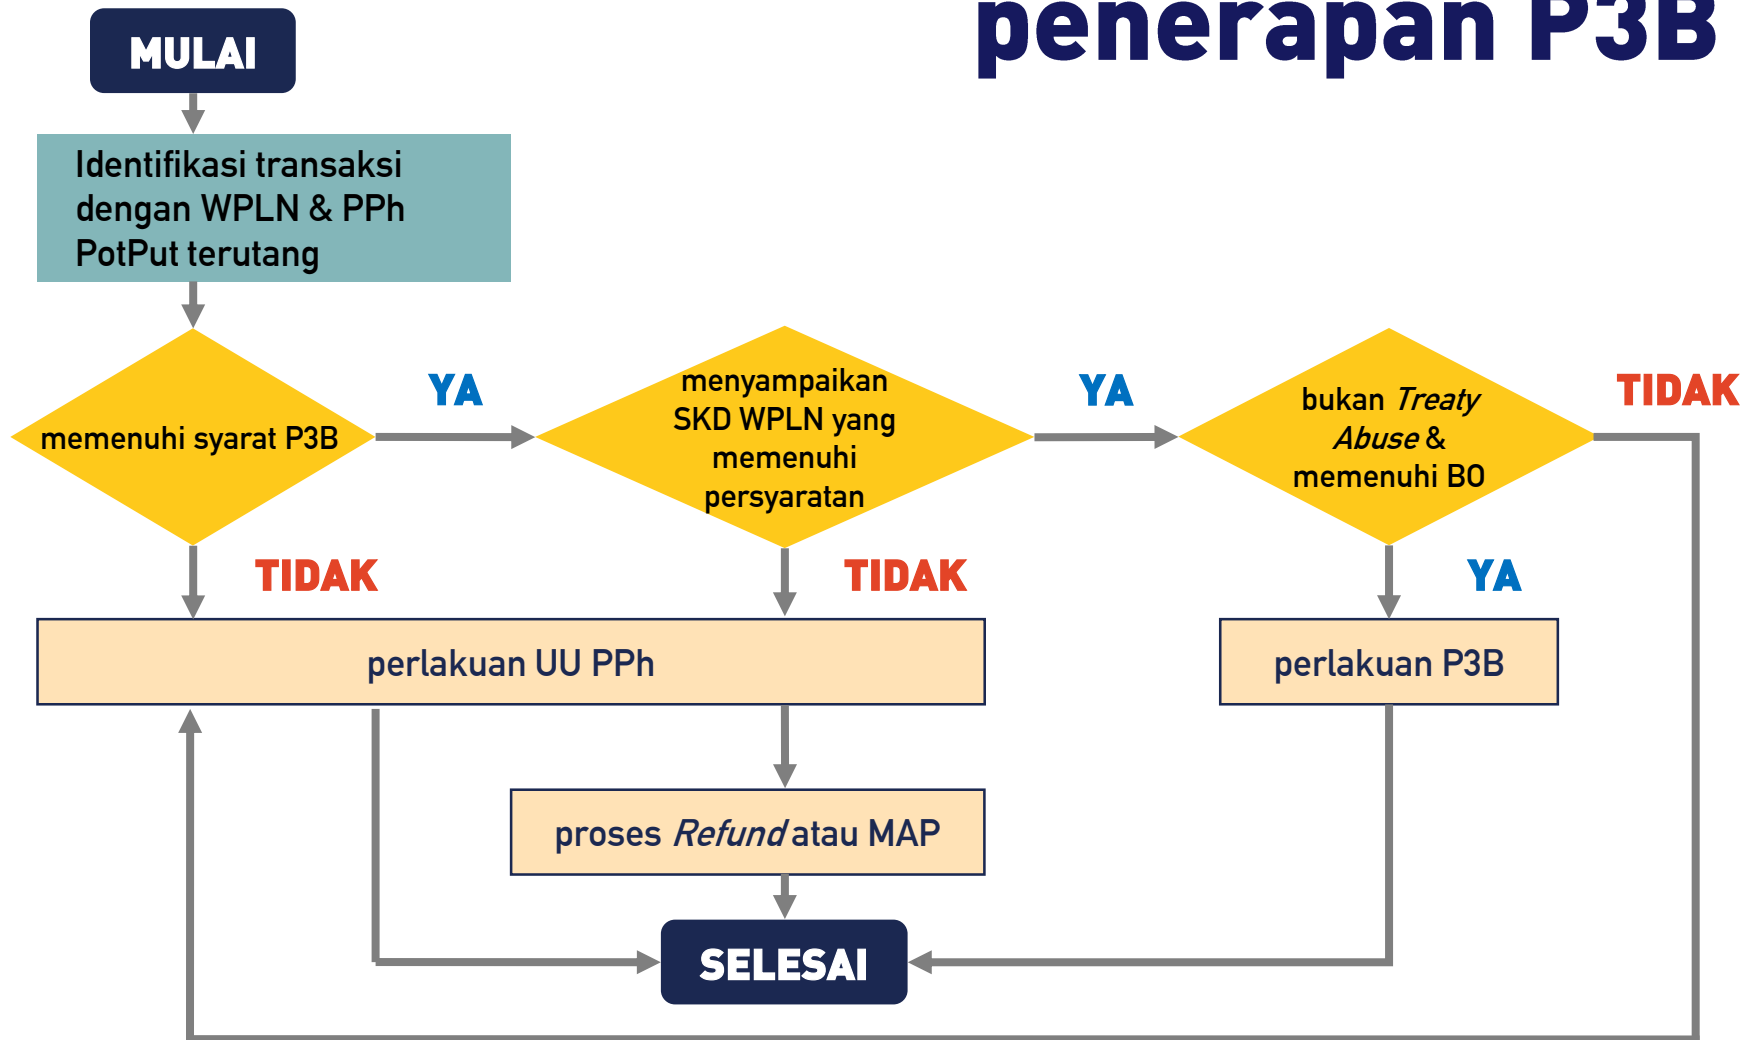 penerapan P3B
MULAI
Identifikasi transaksi
dengan WPLN & PPh
PotPut terutang
memenuhi syarat P3B
YA
menyampaikan
SKD WPLN yang
memenuhi
persyaratan
YA
bukan Treaty
Abuse &
memenuhi BO
TIDAK
TIDAK
TIDAK
YA
perlakuan UU PPh
perlakuan P3B
proses Refund atau MAP
SELESAI